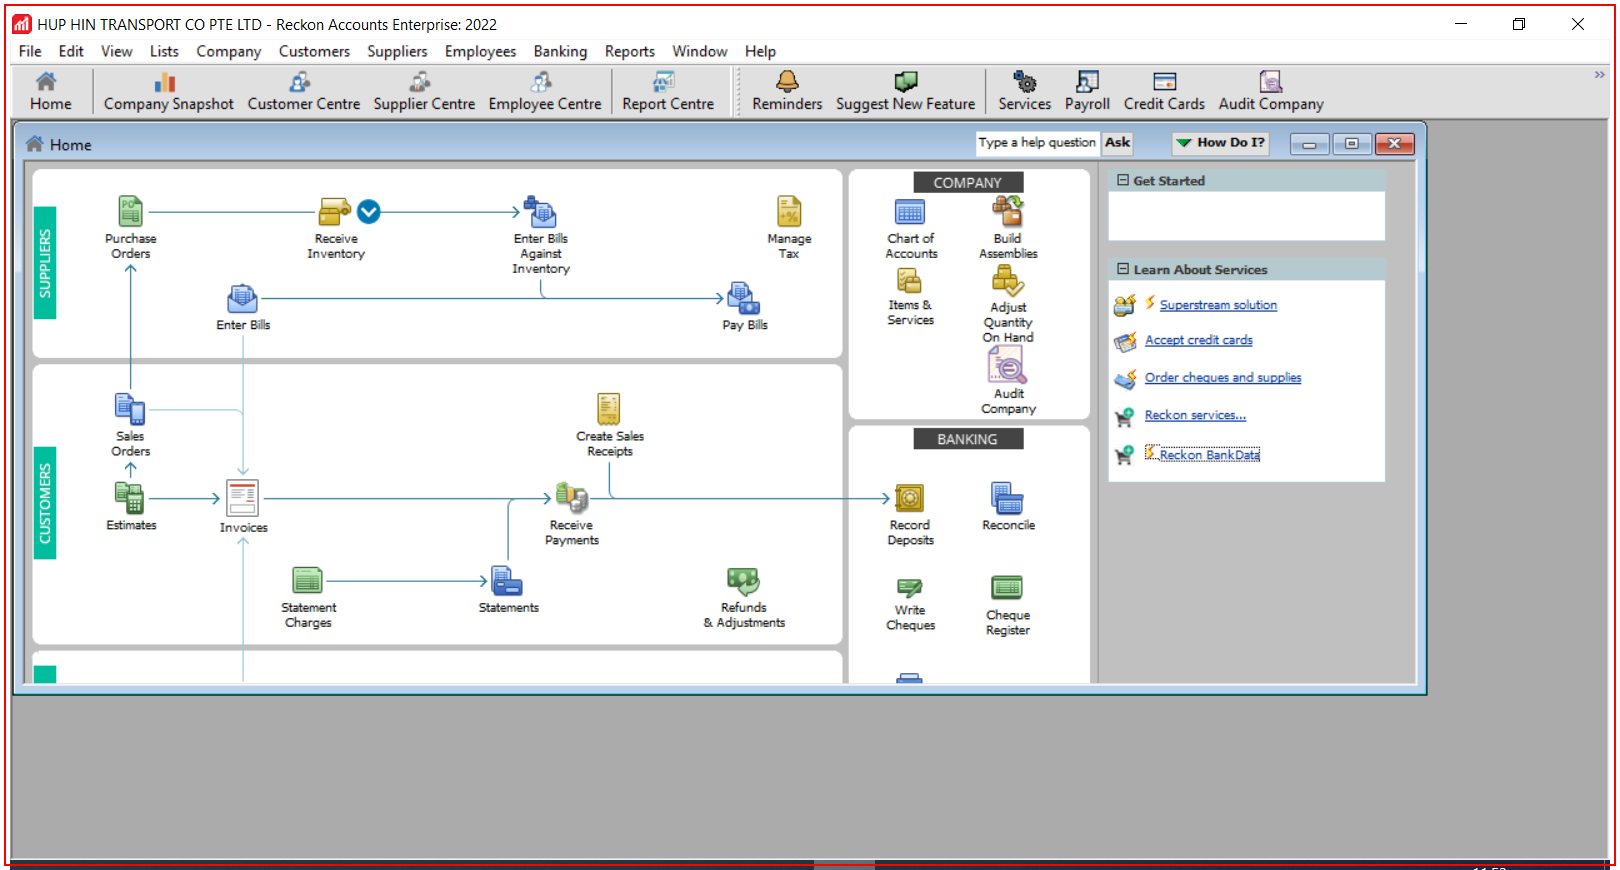 HUP HIN TRANSPORT CO PTE LTD - Reckon Accounts Enterprise: 2022
File Edit View Lists Company Customers Suppliers Employees Banking Reports Window Help
Home Company Snapshot Customer Centre Supplier Centre Employee Centre Report Centre Reminders Suggest New Feature Services Payroll Credit Cards Audit Company
Home
Type a help question Ask How Do I?
SUPPLIERS
Purchase
Orders
Receive
Inventory
Enter Bills
Against
Inventory
Manage
Tax
Enter Bills
Pay Bills
CUSTOMERS
Sales
Orders
Create Sales
Receipts
Estimates
Invoices
Receive
Payments
Statement
Charges
Statements
Refunds
& Adjustments
COMPANY
Chart of
Accounts
Build
Assemblies
Items &
Services
Adjust
Quantity
On Hand
Audit
Company
BANKING
Record
Deposits
Reconcile
Write
Cheques
Cheque
Register
Get Started
Learn About Services
Superstream solution
Accept credit cards
Order cheques and supplies
Reckon services...
Reckon BankData